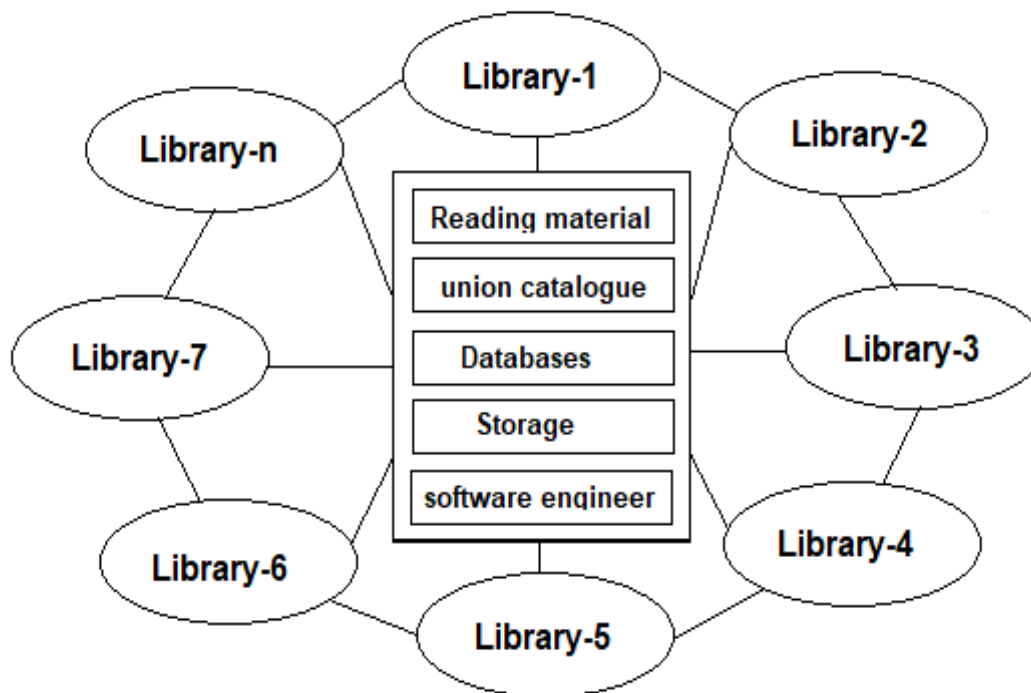 Library-1
Library-n
Library-2
Reading material
union catalogue
Library-7
Databases
Library-3
Storage
software engineer
Library-6
Library-4
Library-5